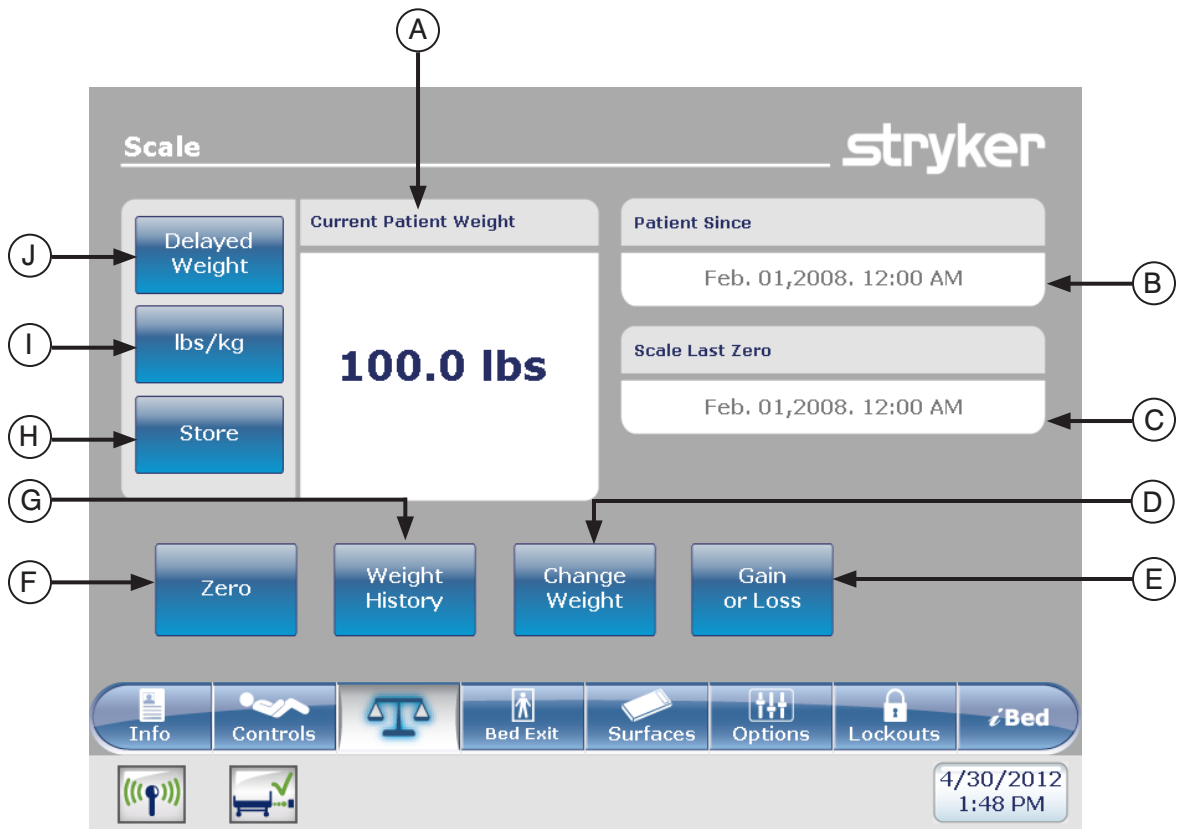 A
Scale
stryker
J
Delayed
Weight
Current Patient Weight
Patient Since
Feb. 01,2008. 12:00 AM
B
I
lbs/kg
100.0 lbs
Scale Last Zero
Feb. 01,2008. 12:00 AM
C
H
Store
G
D
F
Zero
Weight
History
Change
Weight
Gain
or Loss
E
Info
Controls
Bed Exit
Surfaces
Options
Lockouts
iBed
4/30/2012
1:48 PM